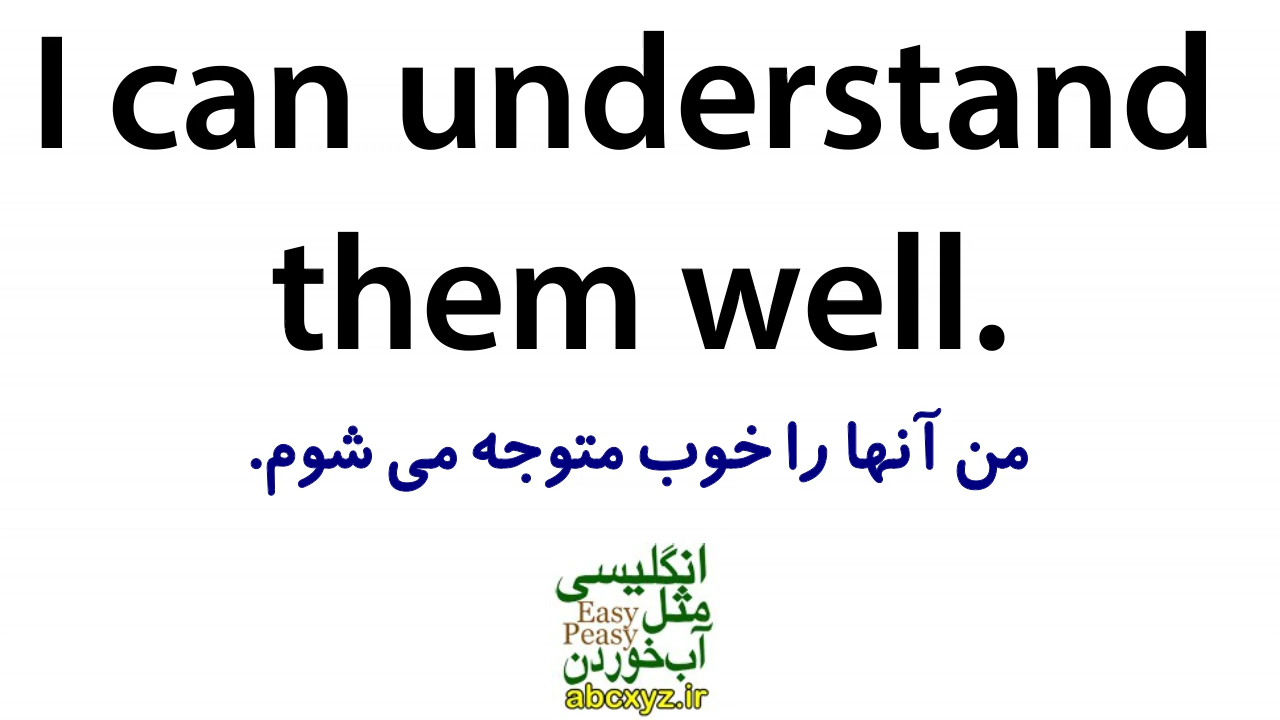 I can understand
them well.
من آنها را خوب متوجه می شوم.
انگلیسی
مثل
Easy
Peasy
آب‌خوردن
abcxyz.ir